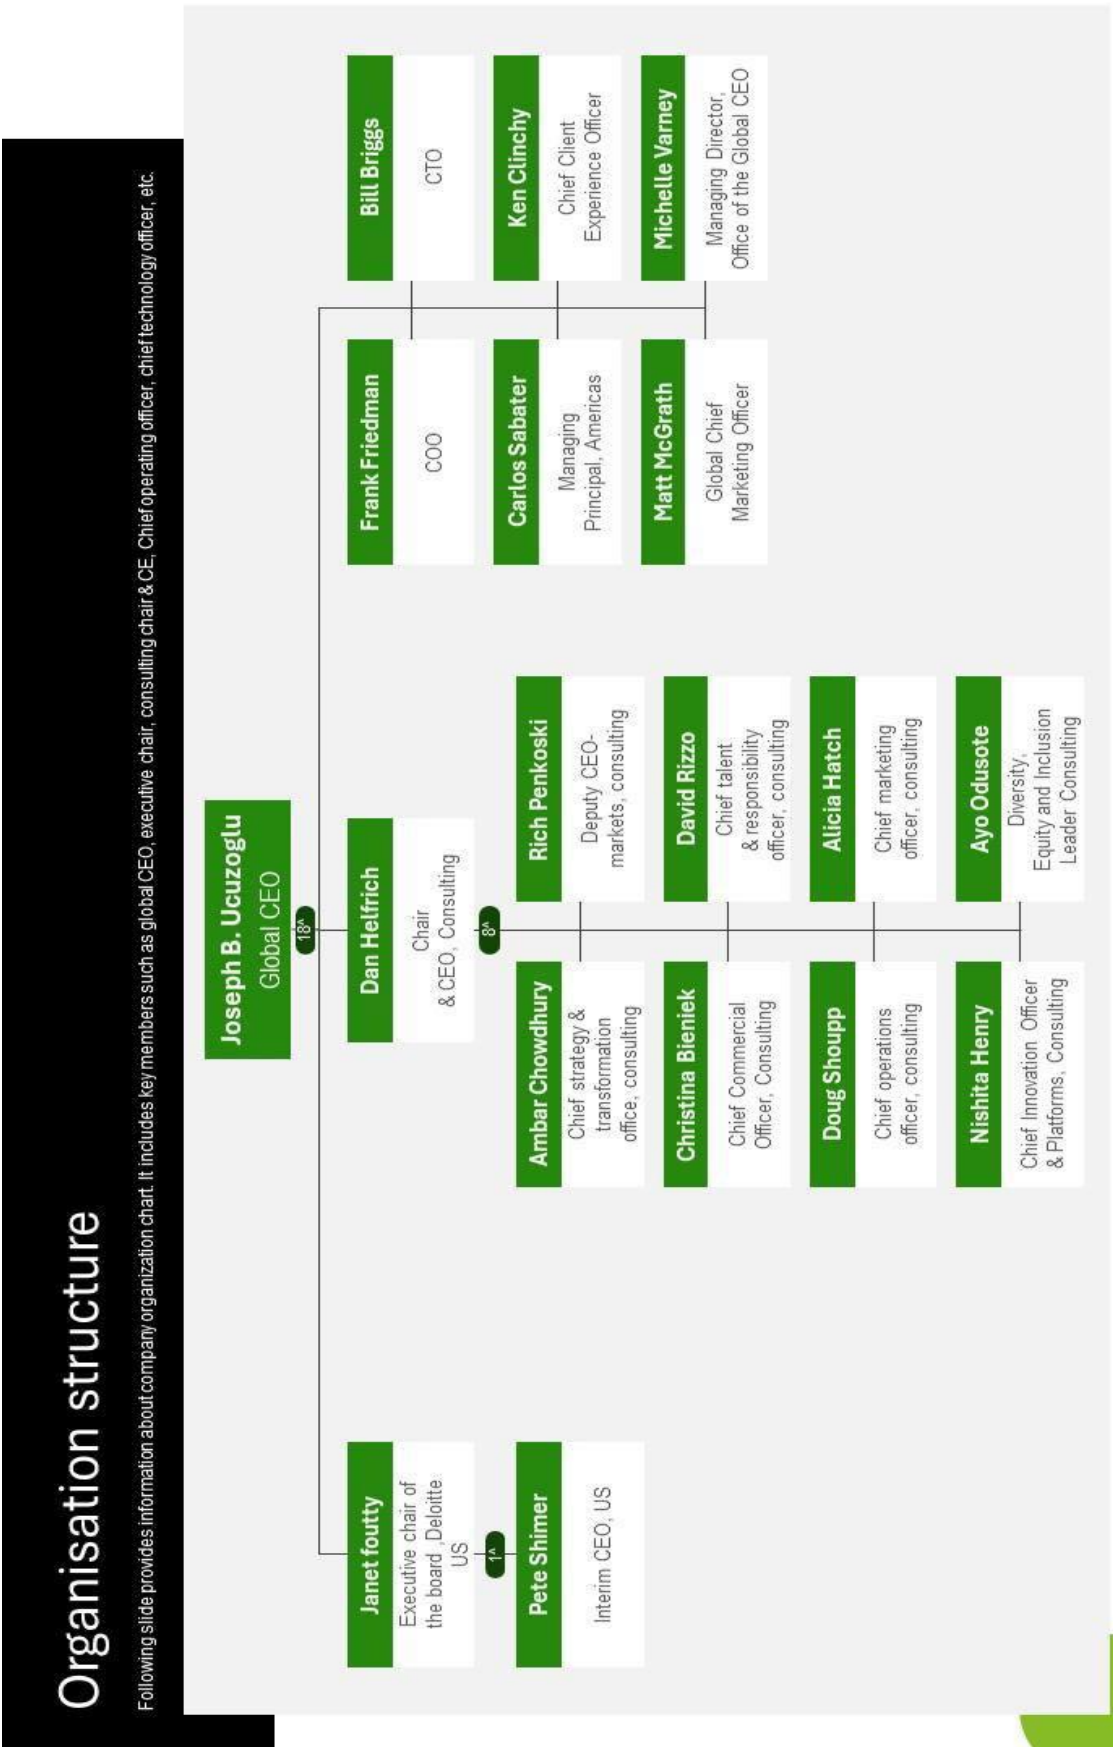 Organisation structure
Following slide provides information about company organization chart. It includes key members such as global CEO, executive chair, consulting chair & CE, Chief operating officer, chief technology officer, etc.
Joseph B. Ucuzoglu
Global CEO
18^
Janet foutty
Executive chair of
the board ,Deloitte
US
1^
Pete Shimer
Interim CEO, US
Dan Helfrich
Chair
& CEO, Consulting
8^
Ambar Chowdhury
Chief strategy &
transformation
office, consulting
Rich Penkoski
Deputy CEO-
markets, consulting
Christina Bieniek
Chief Commercial
Officer, Consulting
David Rizzo
Chief talent
& responsibility
officer, consulting
Doug Shoupp
Chief operations
officer, consulting
Alicia Hatch
Chief marketing
officer, consulting
Nishita Henry
Chief Innovation Officer
& Platforms, Consulting
Ayo Odusote
Diversity,
Equity and Inclusion
Leader Consulting
Frank Friedman
COO
Bill Briggs
CTO
Carlos Sabater
Managing
Principal, Americas
Ken Clinchy
Chief Client
Experience Officer
Matt McGrath
Global Chief
Marketing Officer
Michelle Varney
Managing Director,
Office of the Global CEO